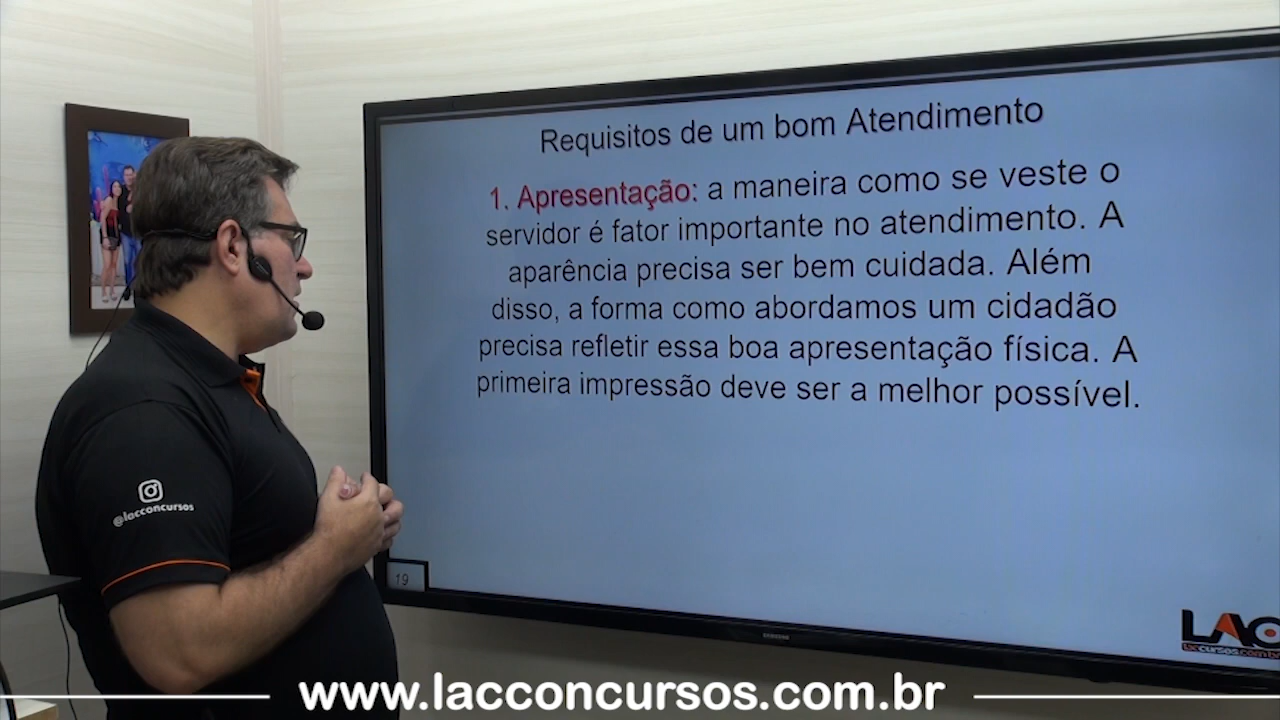 Requisitos de um bom Atendimento
1. Apresentação: a maneira como se veste o
servidor é fator importante no atendimento. A
aparência precisa ser bem cuidada. Além
disso, a forma como abordamos um cidadão
precisa refletir essa boa apresentação física. A
primeira impressão deve ser a melhor possível.
@lacconcursos
19
SAMSUNG
LAC
www.lacconcursos.com.br